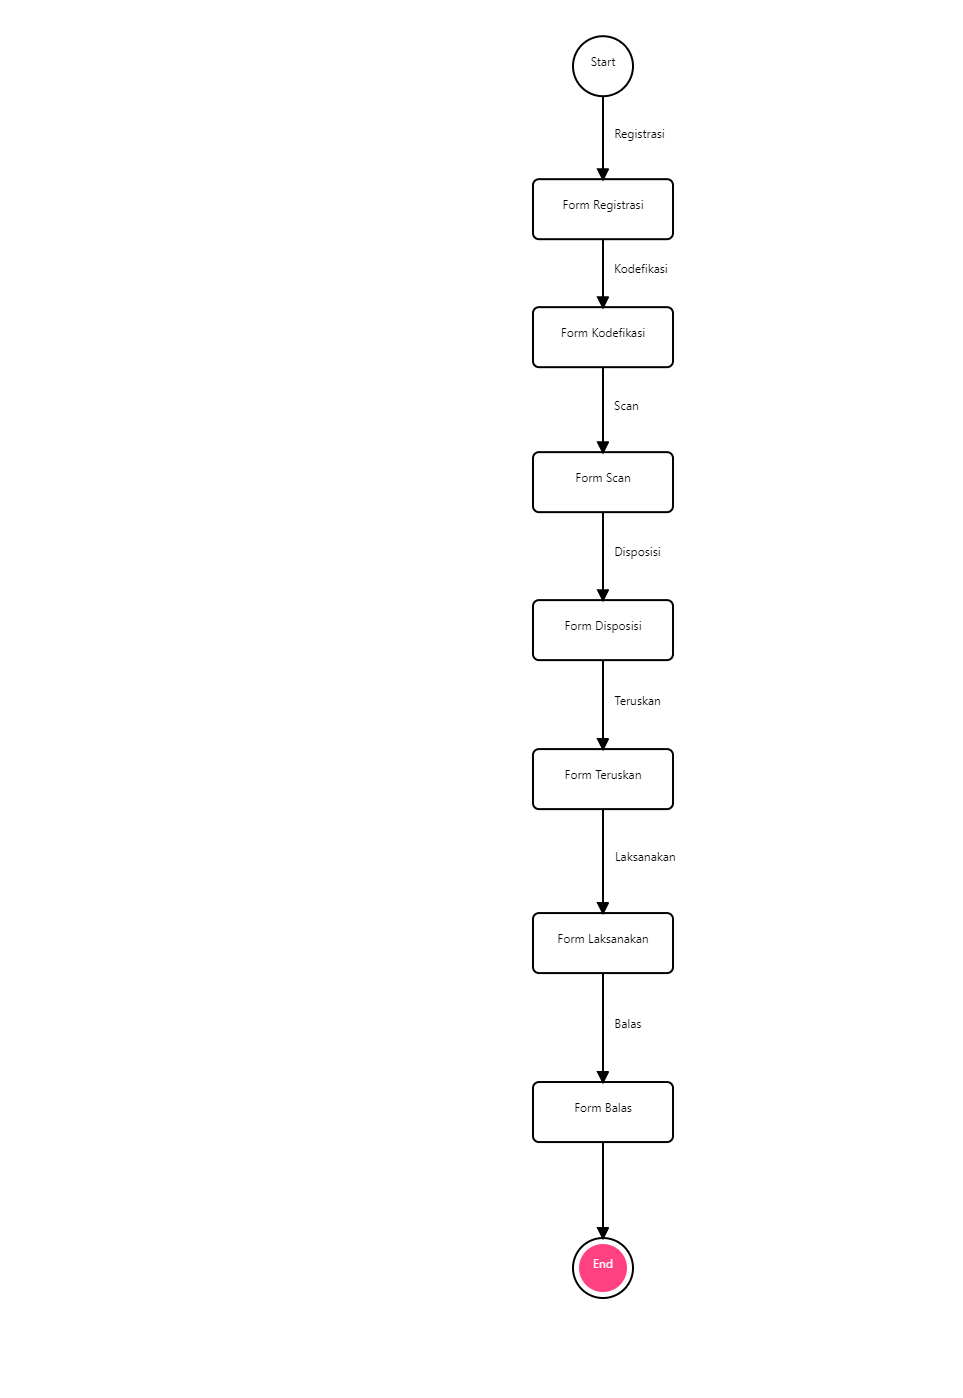 Start
Registrasi
Form Registrasi
Kodefikasi
Form Kodefikasi
Scan
Form Scan
Disposisi
Form Disposisi
Teruskan
Form Teruskan
Laksanakan
Form Laksanakan
Balas
Form Balas
End